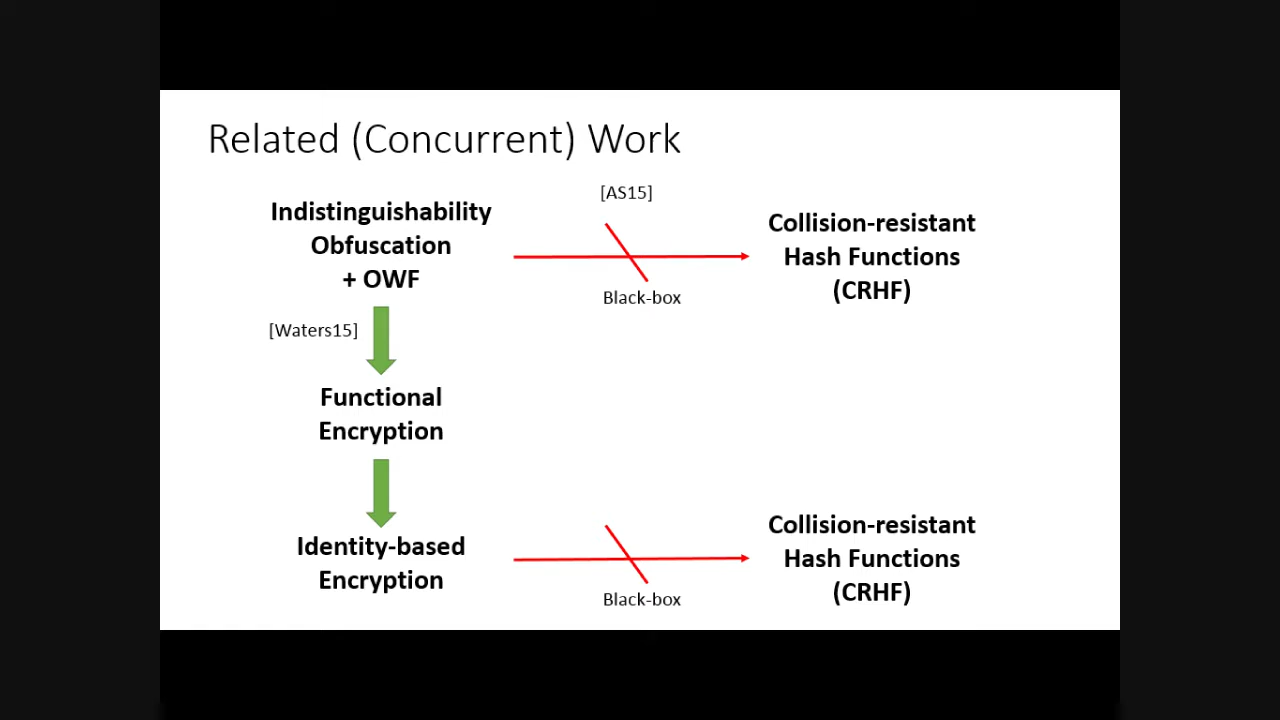 Related (Concurrent) Work
[AS15]
Indistinguishability
Obfuscation
+ OWF
Collision-resistant
Hash Functions
(CRHF)
Black-box
[Waters15]
Functional
Encryption
Identity-based
Encryption
Collision-resistant
Hash Functions
(CRHF)
Black-box